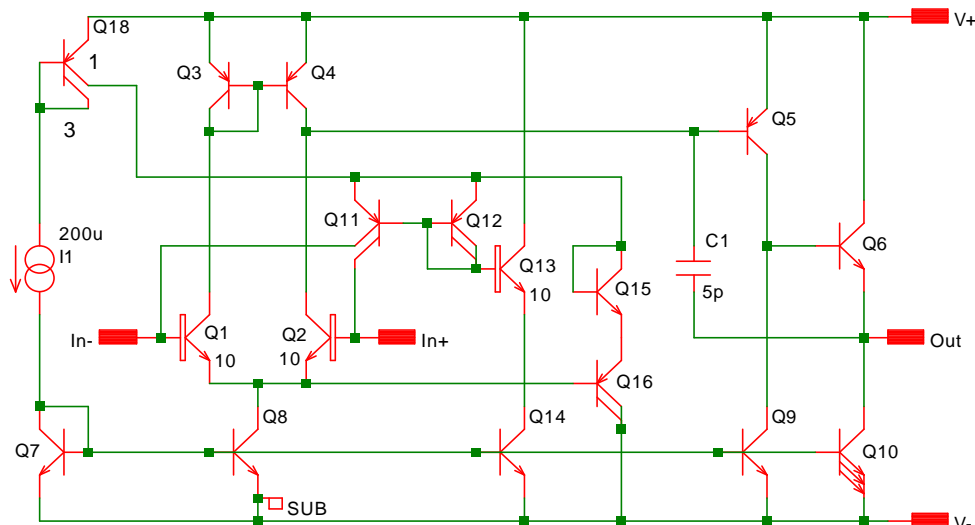 Q18
V+
1
Q3
Q4
3
Q5
Q11
Q12
200u
I1
Q13
10
C1
5p
Q6
Q15
In-
Q1
10
Q2
10
In+
Out
Q16
Q7
Q8
Q14
Q9
Q10
SUB
V-